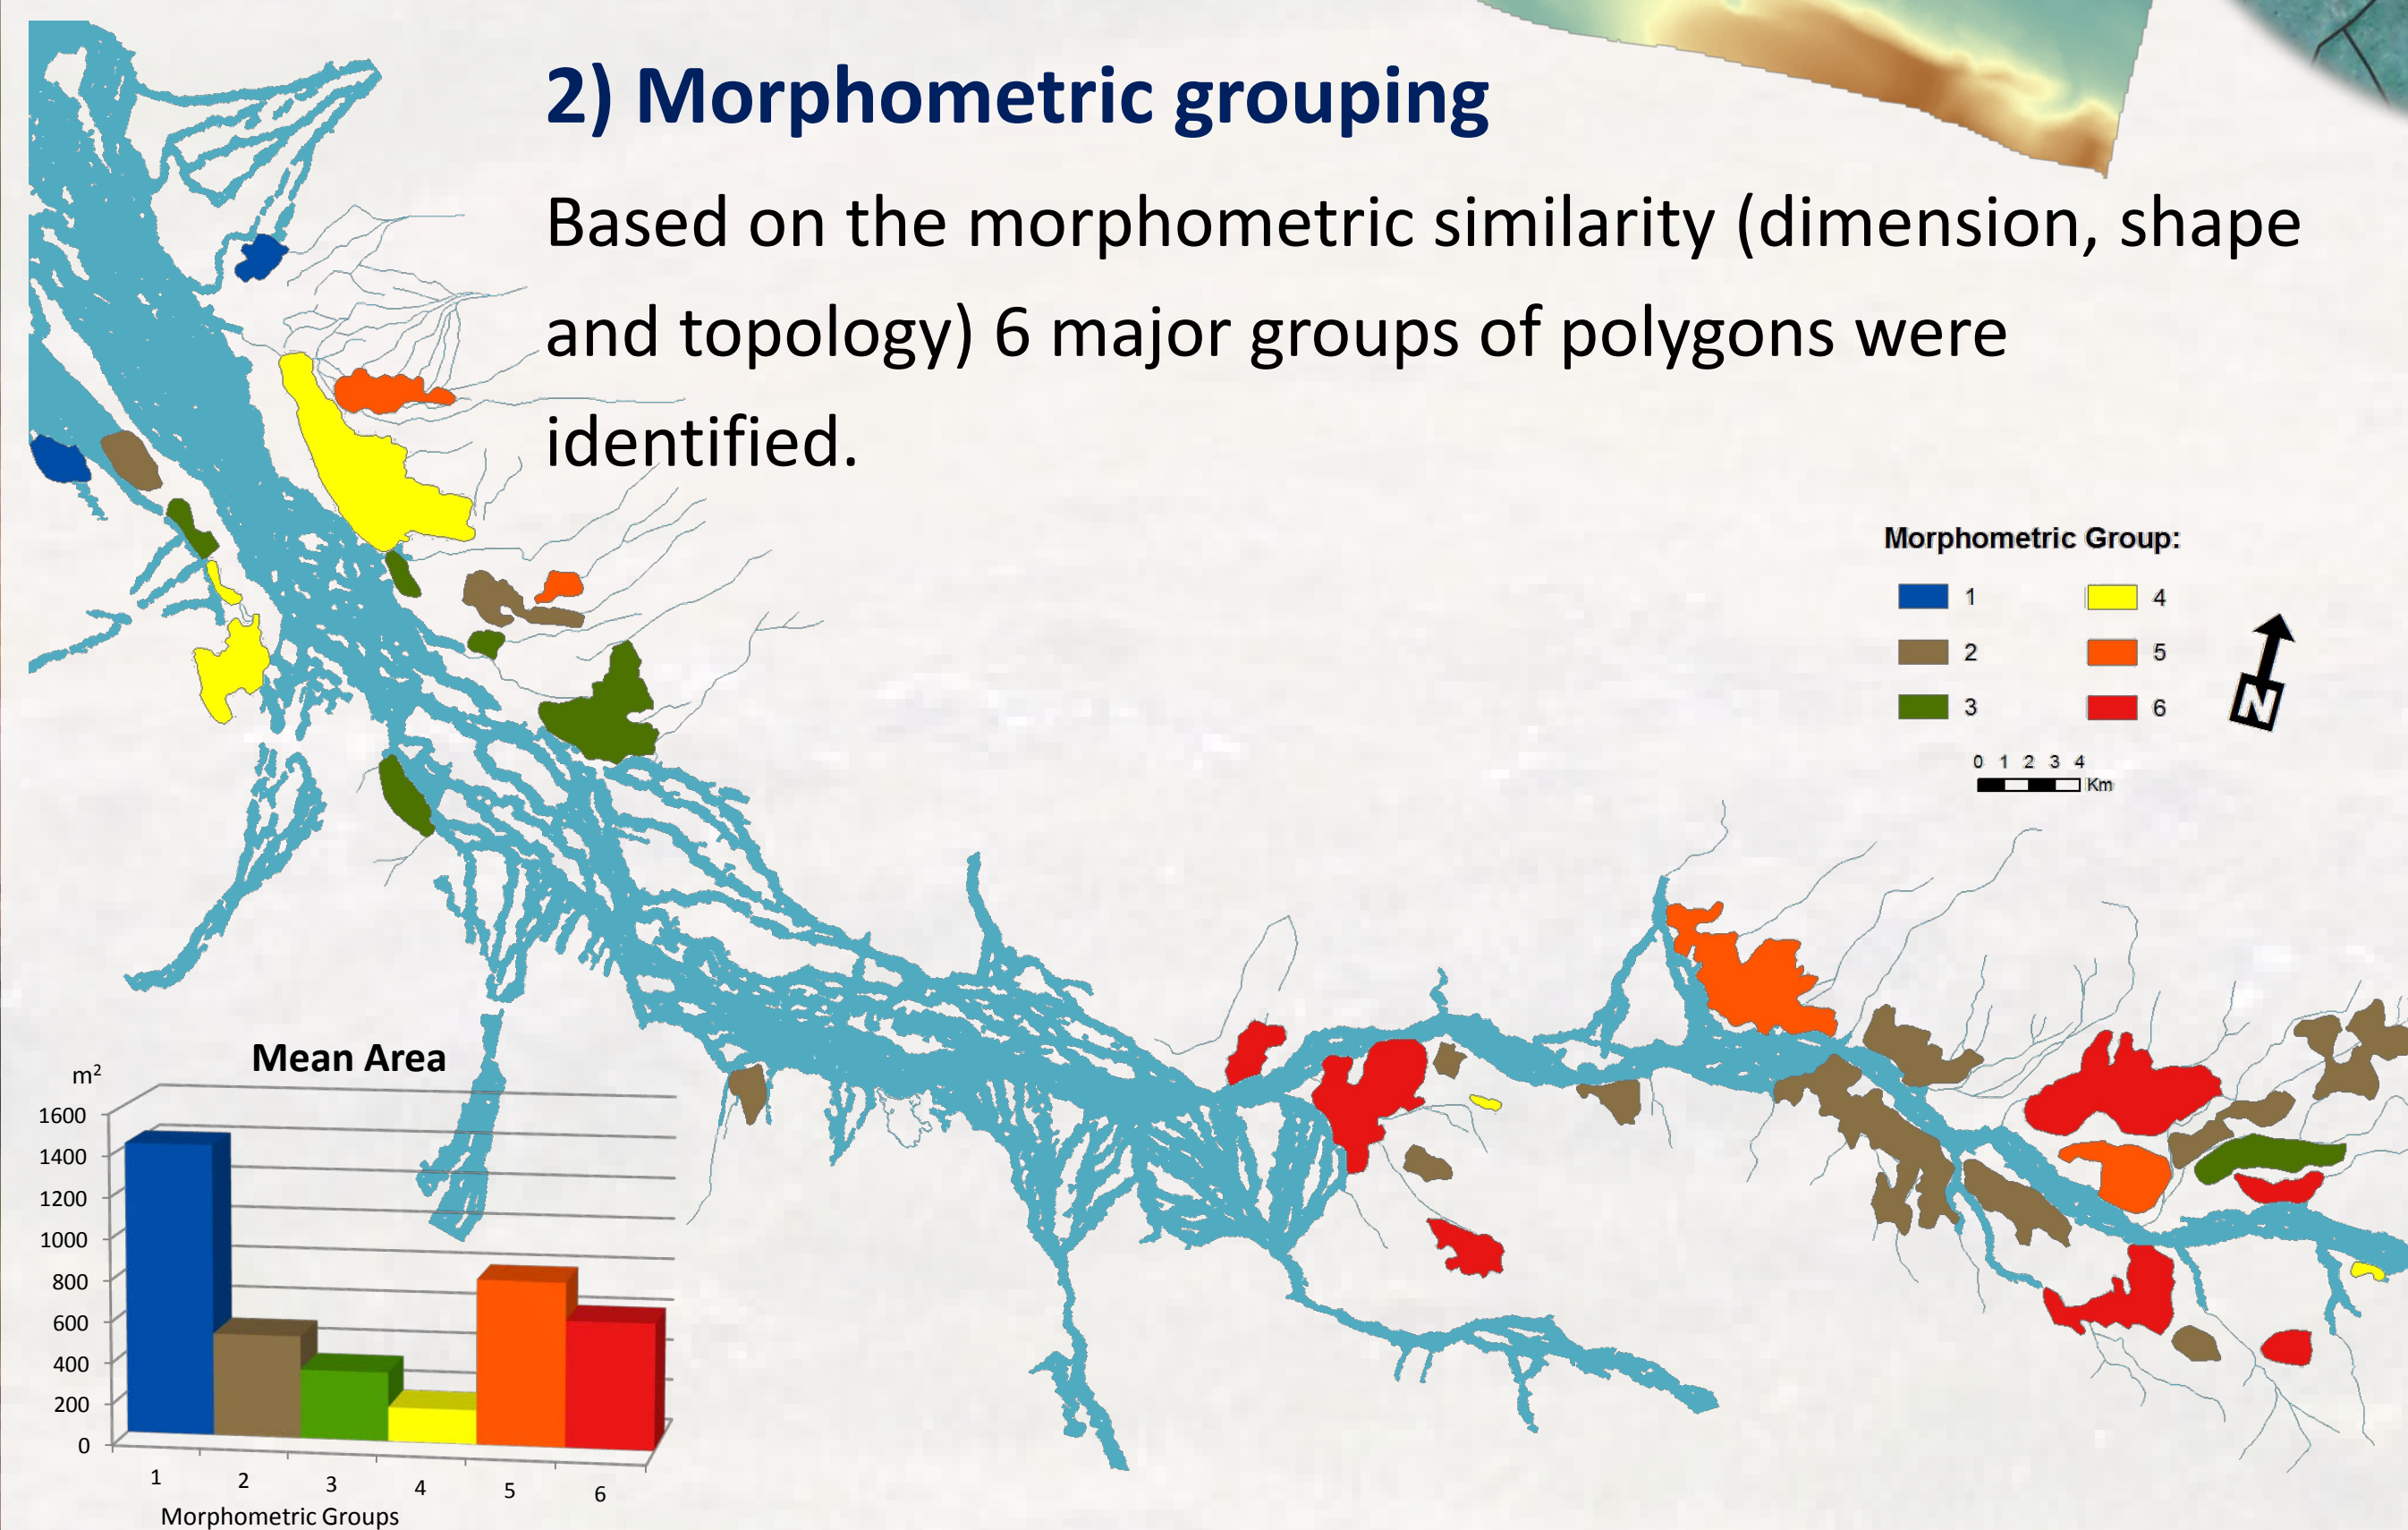 2) Morphometric grouping
Based on the morphometric similarity (dimension, shape
and topology) 6 major groups of polygons were
identified.
Morphometric Group:
1 4
2 5
3 6
N
0 1 2 3 4
Km
Mean Area
m²
1600
1400
1200
1000
800
600
400
200
0
1 2 3 4 5 6
Morphometric Groups